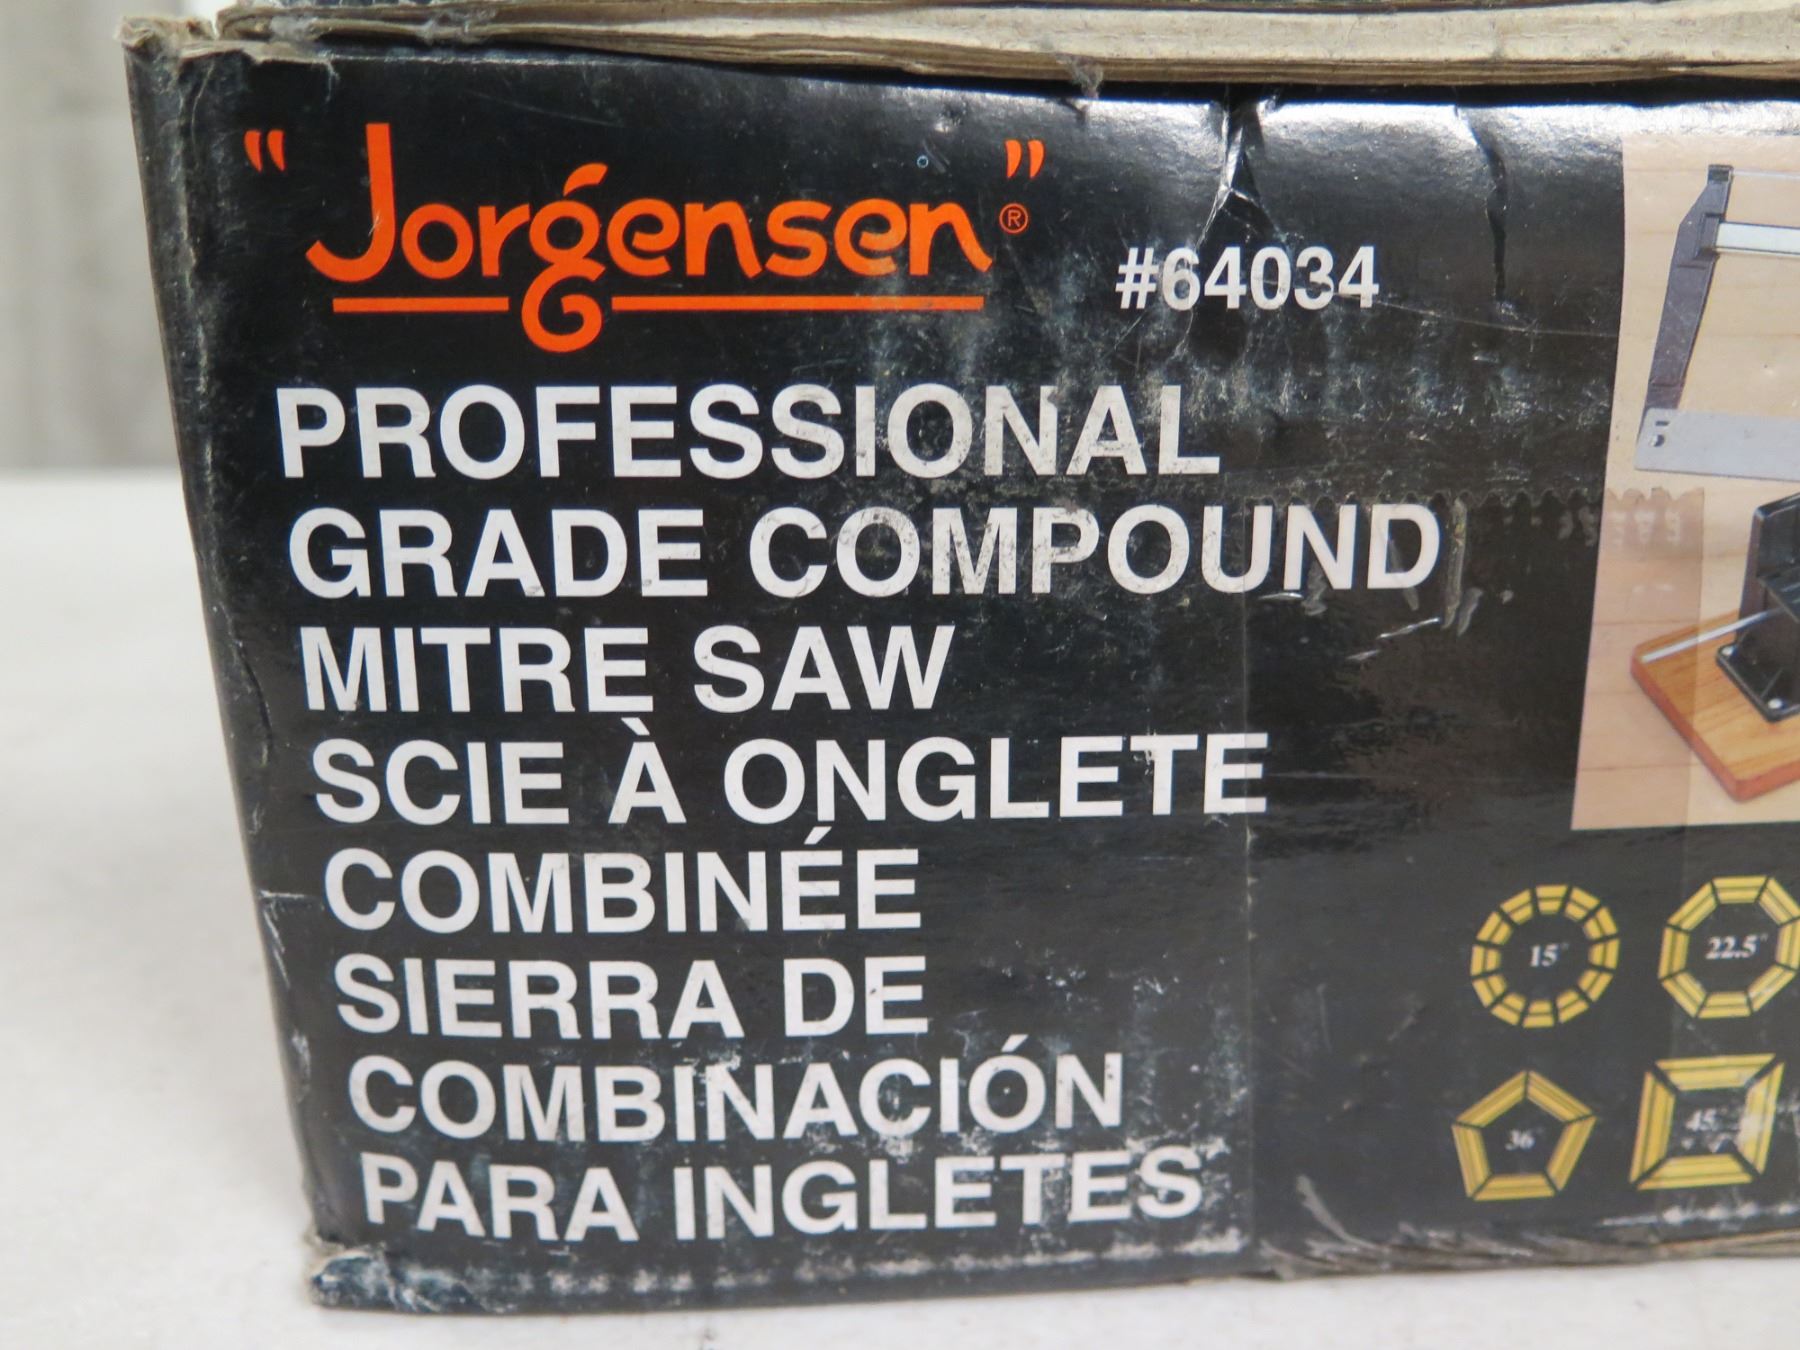 "Jorgensen"®
#64034
PROFESSIONAL
GRADE COMPOUND
MITRE SAW
SCIE À ONGLETE
COMBINÉE
SIERRA DE
COMBINACIÓN
PARA INGLETES
15°
22.5°
36°
45°